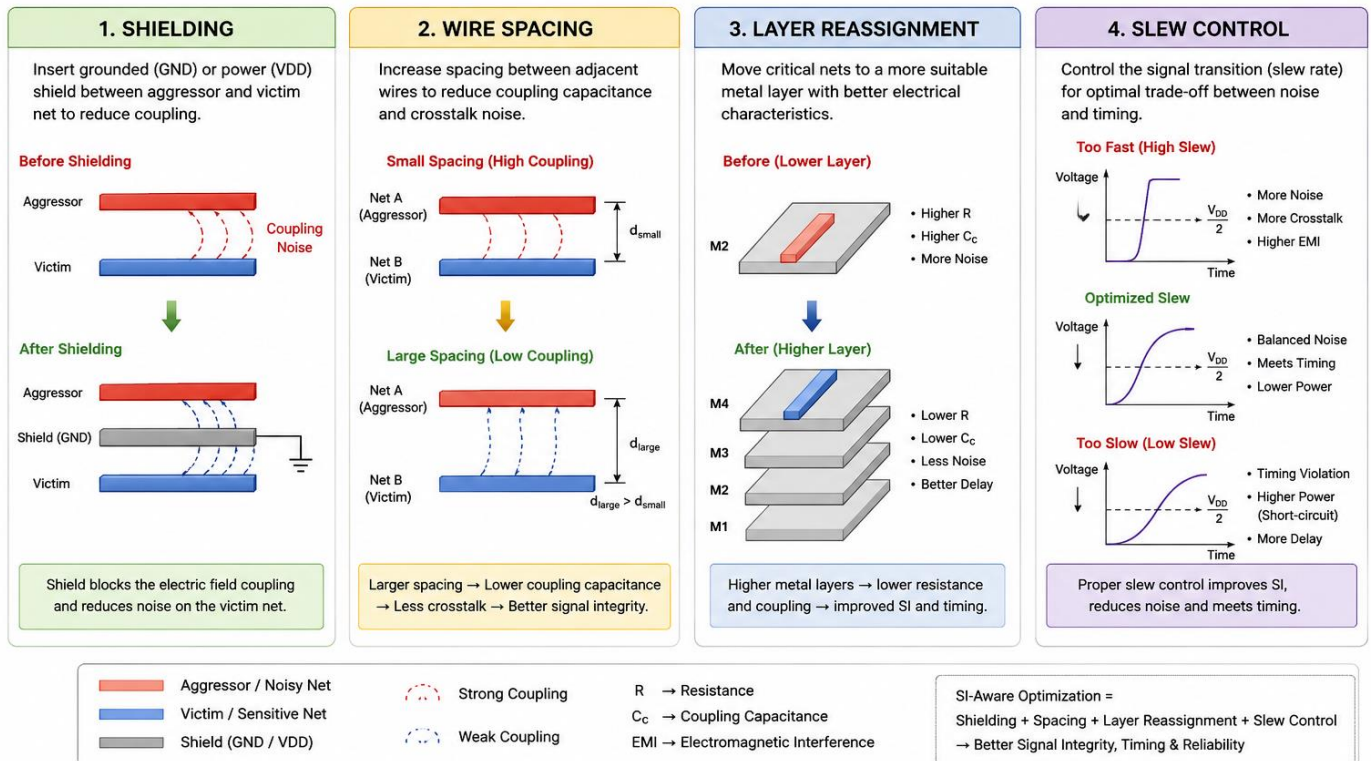 1. SHIELDING
Insert grounded (GND) or power (VDD)
shield between aggressor and victim
net to reduce coupling.
Before Shielding
Aggressor
Coupling
Noise
Victim
After Shielding
Aggressor
Shield (GND)
Victim
Shield blocks the electric field coupling
and reduces noise on the victim net.
2. WIRE SPACING
Increase spacing between adjacent
wires to reduce coupling capacitance
and crosstalk noise.
Small Spacing (High Coupling)
Net A
(Aggressor)
d_small
Net B
(Victim)
Large Spacing (Low Coupling)
Net A
(Aggressor)
d_large
Net B
(Victim)
d_large > d_small
Larger spacing → Lower coupling capacitance
→ Less crosstalk → Better signal integrity.
3. LAYER REASSIGNMENT
Move critical nets to a more suitable
metal layer with better electrical
characteristics.
Before (Lower Layer)
M2
• Higher R
• Higher C_c
• More Noise
After (Higher Layer)
M4
M3
M2
M1
• Lower R
• Lower C_c
• Less Noise
• Better Delay
Higher metal layers → lower resistance
and coupling → improved SI and timing.
4. SLEW CONTROL
Control the signal transition (slew rate)
for optimal trade-off between noise
and timing.
Too Fast (High Slew)
Voltage
V_DD
2
Time
• More Noise
• More Crosstalk
• Higher EMI
Optimized Slew
Voltage
V_DD
2
Time
• Balanced Noise
• Meets Timing
• Lower Power
Too Slow (Low Slew)
Voltage
V_DD
2
Time
• Timing Violation
• Higher Power
(Short-circuit)
• More Delay
Proper slew control improves SI,
reduces noise and meets timing.
Aggressor / Noisy Net
Victim / Sensitive Net
Shield (GND / VDD)
Strong Coupling
Weak Coupling
R → Resistance
C_c → Coupling Capacitance
EMI → Electromagnetic Interference
SI-Aware Optimization =
Shielding + Spacing + Layer Reassignment + Slew Control
→ Better Signal Integrity, Timing & Reliability